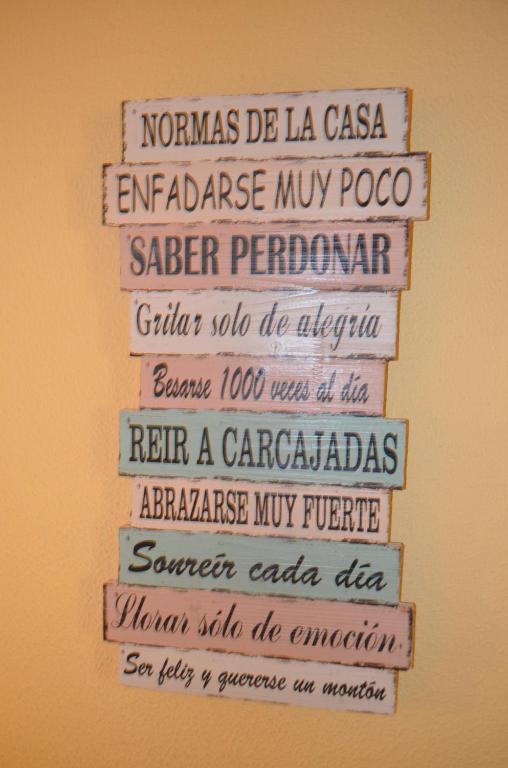 NORMAS DE LA CASA
ENFADARSE MUY POCO
SABER PERDONAR
Gritar solo de alegría
Besarse 1000 veces al día
REIR A CARCAJADAS
ABRAZARSE MUY FUERTE
Sonreír cada día
Llorar sólo de emoción
Ser feliz y quererse un montón